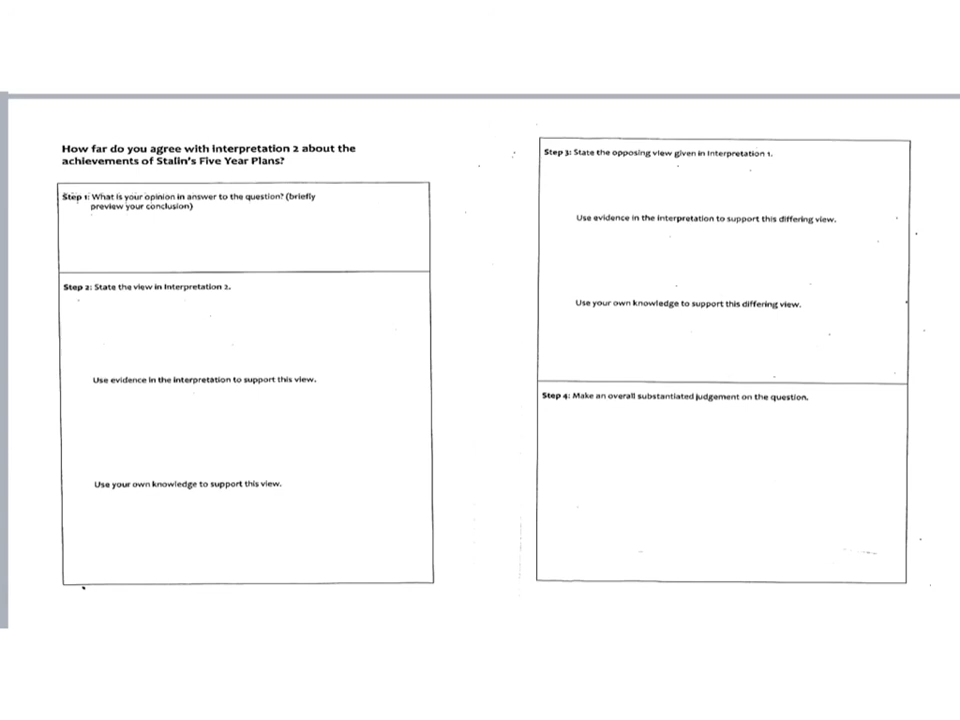 How far do you agree with Interpretation 2 about the
achievements of Stalin's Five Year Plans?
Step 1: What is your opinion in answer to the question? (briefly
preview your conclusion)
Step 2: State the view in Interpretation 2.
Use evidence in the interpretation to support this view.
Use your own knowledge to support this view.
Step 3: State the opposing view given in Interpretation 1.
Use evidence in the interpretation to support this differing view.
Use your own knowledge to support this differing view.
Step 4: Make an overall substantiated judgement on the question.